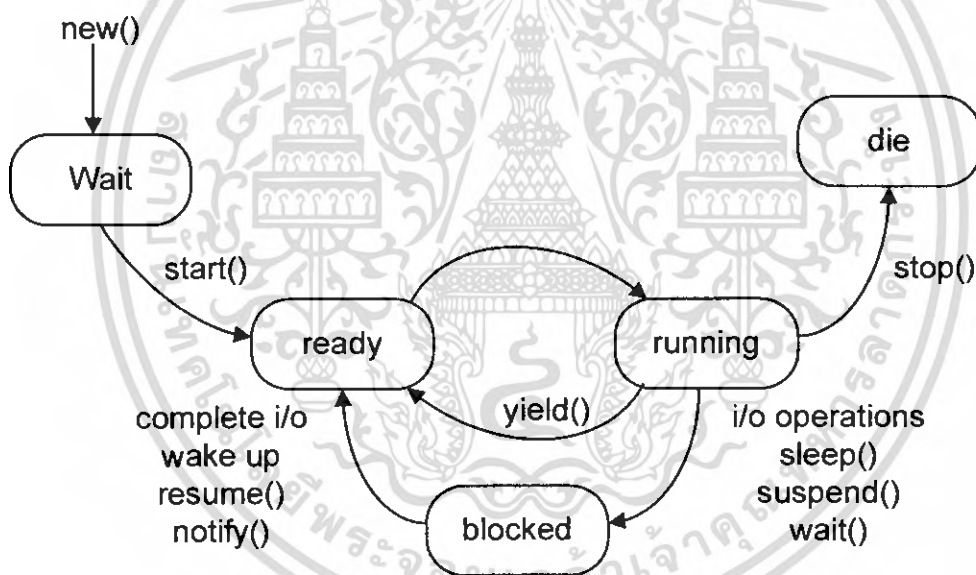 new()
Wait
die
start()
stop()
ready
running
yield()
complete i/o
wake up
resume()
notify()
i/o operations
sleep()
suspend()
wait()
blocked